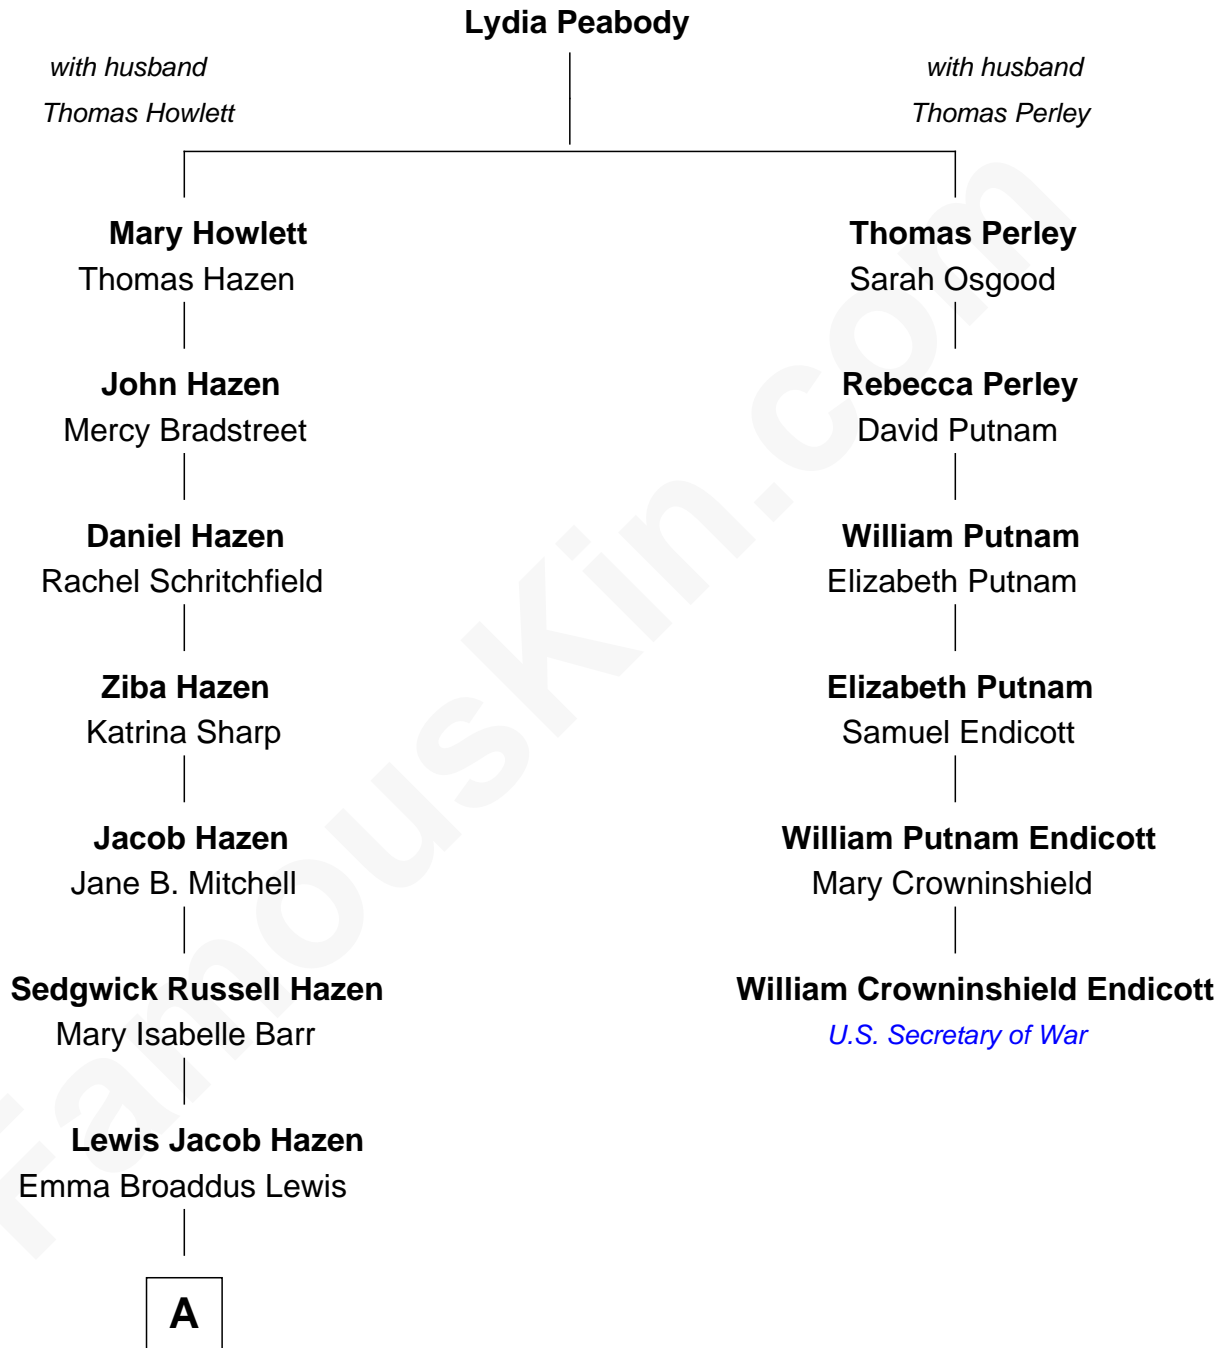 Lydia Peabody
with husband
Thomas Howlett
with husband
Thomas Perley
Mary Howlett
Thomas Hazen
Thomas Perley
Sarah Osgood
John Hazen
Mercy Bradstreet
Rebecca Perley
David Putnam
Daniel Hazen
Rachel Schritchfield
William Putnam
Elizabeth Putnam
Ziba Hazen
Katrina Sharp
Elizabeth Putnam
Samuel Endicott
Jacob Hazen
Jane B. Mitchell
William Putnam Endicott
Mary Crowninshield
Sedgwick Russell Hazen
Mary Isabelle Barr
William Crowninshield Endicott
U.S. Secretary of War
Lewis Jacob Hazen
Emma Broaddus Lewis
A
FamousKin.com